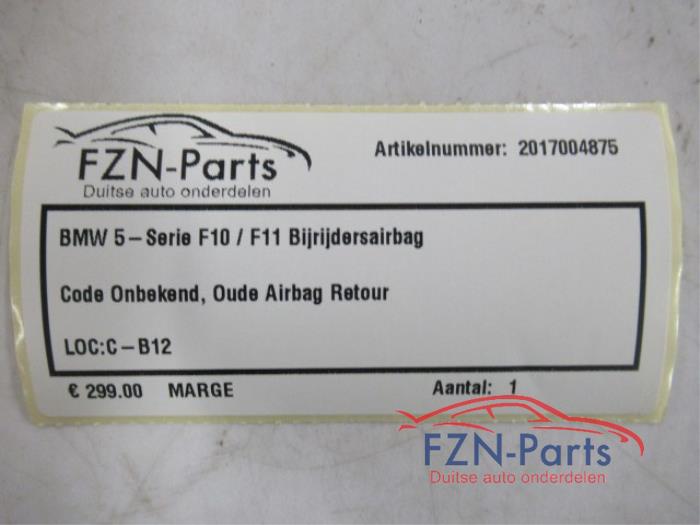 FZN-Parts
Duitse auto onderdelen
Artikelnummer: 2017004875
BMW 5-Serie F10 / F11 Bijrijdersairbag
Code Onbekend, Oude Airbag Retour
LOC:C-B12
€ 299.00 MARGE Aantal: 1
FZN-Parts
Duitse auto onderdelen